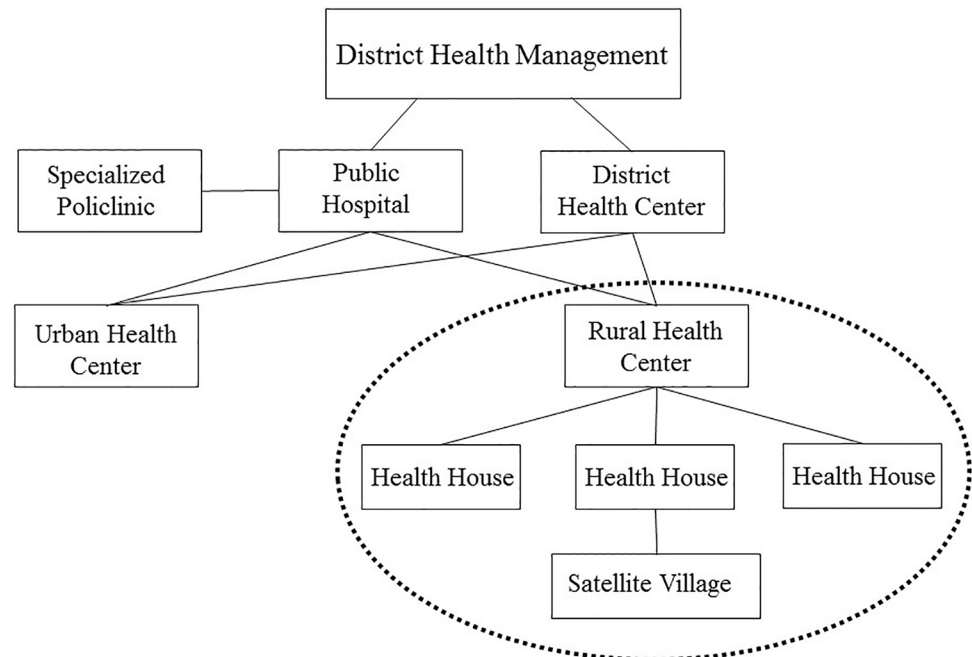 District Health Management
Specialized
Policlinic
Public
Hospital
District
Health Center
Urban Health
Center
Rural Health
Center
Health House
Health House
Health House
Satellite Village